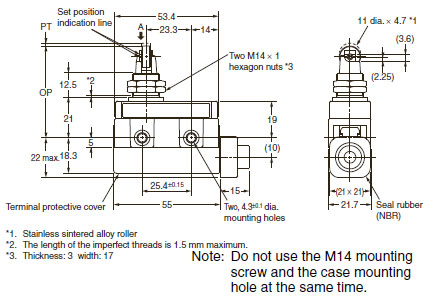 Set position
indication line
PT
A
53.4
23.3
14
11 dia. × 4.7 *1
(3.6)
Two M14 × 1
hexagon nuts *3
(2.25)
OP
12.5
*2
21
19
5
(10)
22 max.
18.3
25.4±0.15
15
(21 × 21)
Terminal protective cover
55
Two, 4.3±0.1 dia.
mounting holes
21.7
Seal rubber
(NBR)
*1. Stainless sintered alloy roller
*2. The length of the imperfect threads is 1.5 mm maximum.
*3. Thickness: 3 width: 17
Note: Do not use the M14 mounting
screw and the case mounting
hole at the same time.